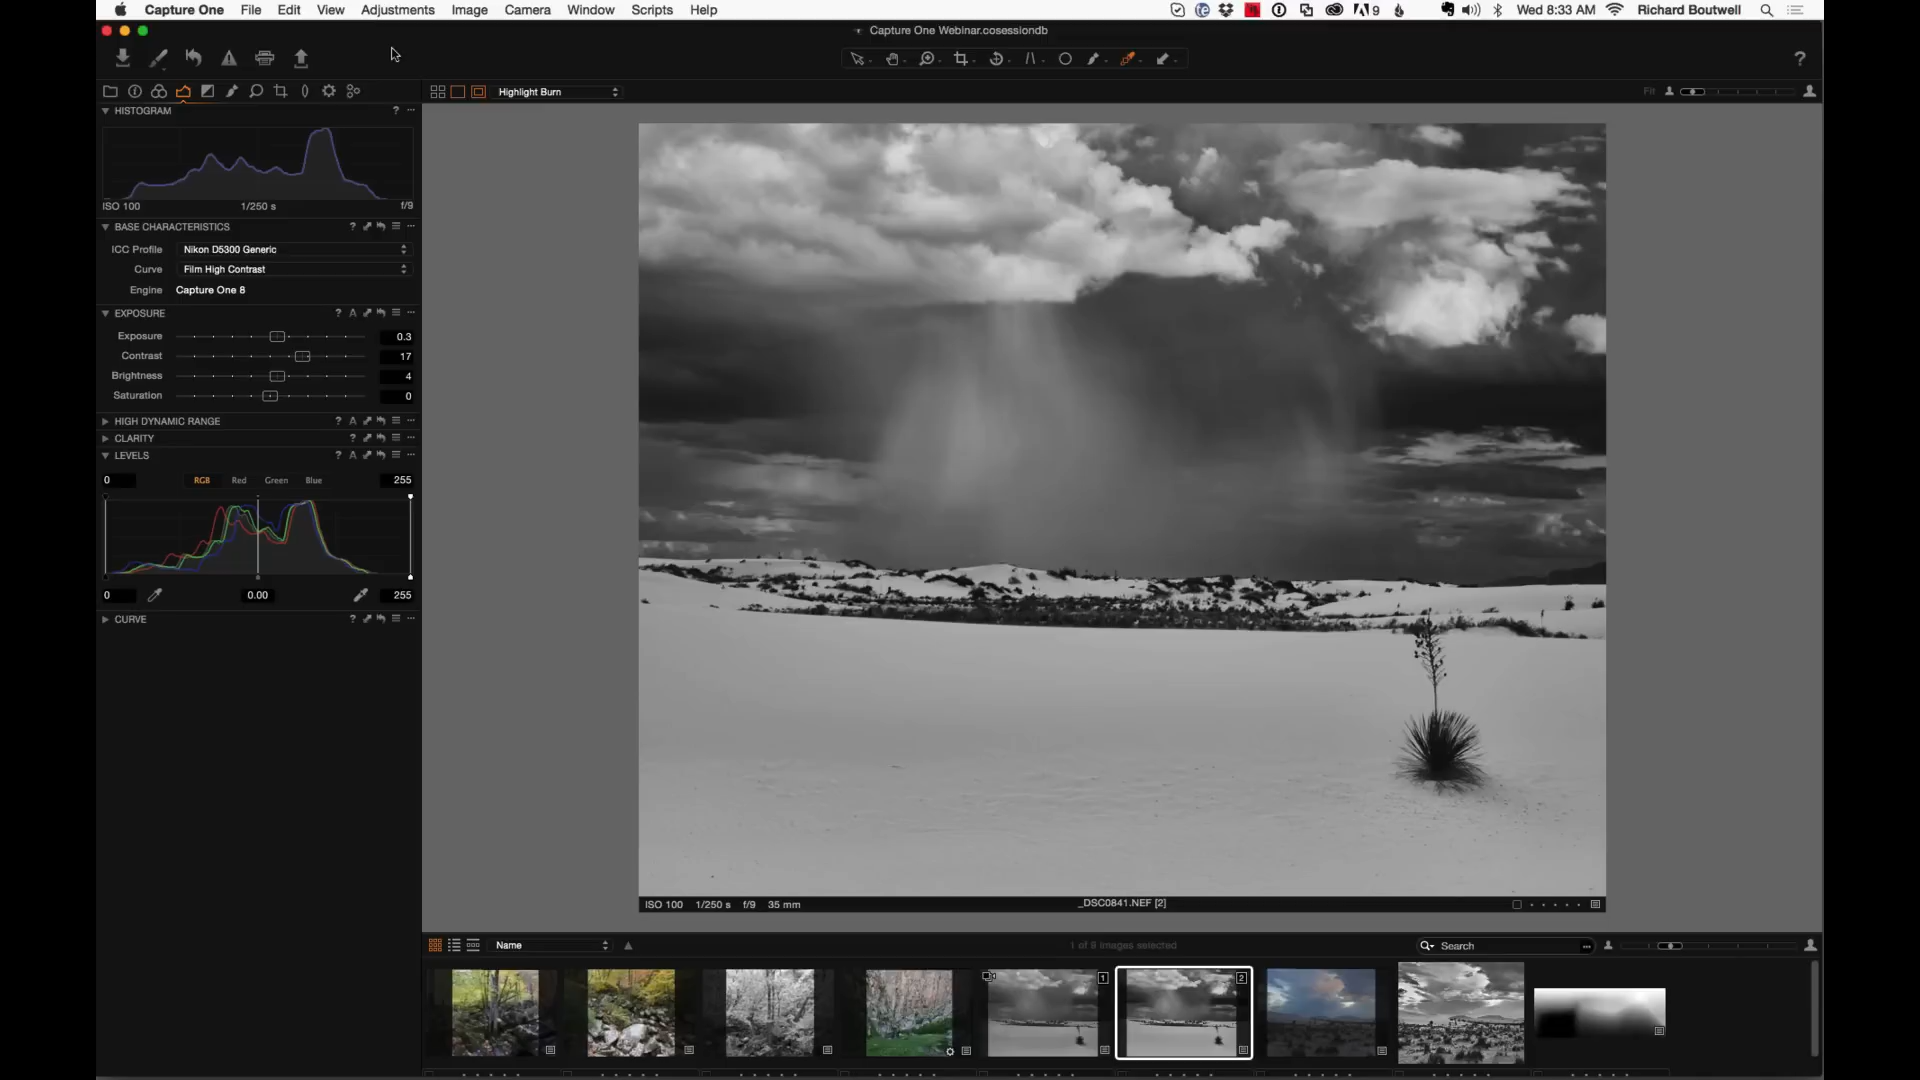 Capture One File Edit View Adjustments Image Camera Window Scripts Help 9 Wed 8:33 AM Richard Boutwell
Capture One Webinar.cosessiondb
?
Highlight Burn Fit
HISTOGRAM ?
ISO 100 1/250 s f/9
BASE CHARACTERISTICS ?
ICC Profile Nikon D5300 Generic
Curve Film High Contrast
Engine Capture One 8
EXPOSURE ? A
Exposure 0.3
Contrast 17
Brightness 4
Saturation 0
HIGH DYNAMIC RANGE ? A
CLARITY ?
LEVELS ? A
0 RGB Red Green Blue 255
0 0.00 255
CURVE ?
ISO 100 1/250 s f/9 35 mm _DSC0841.NEF [2]
Name 1 of 9 images selected Search
1 2